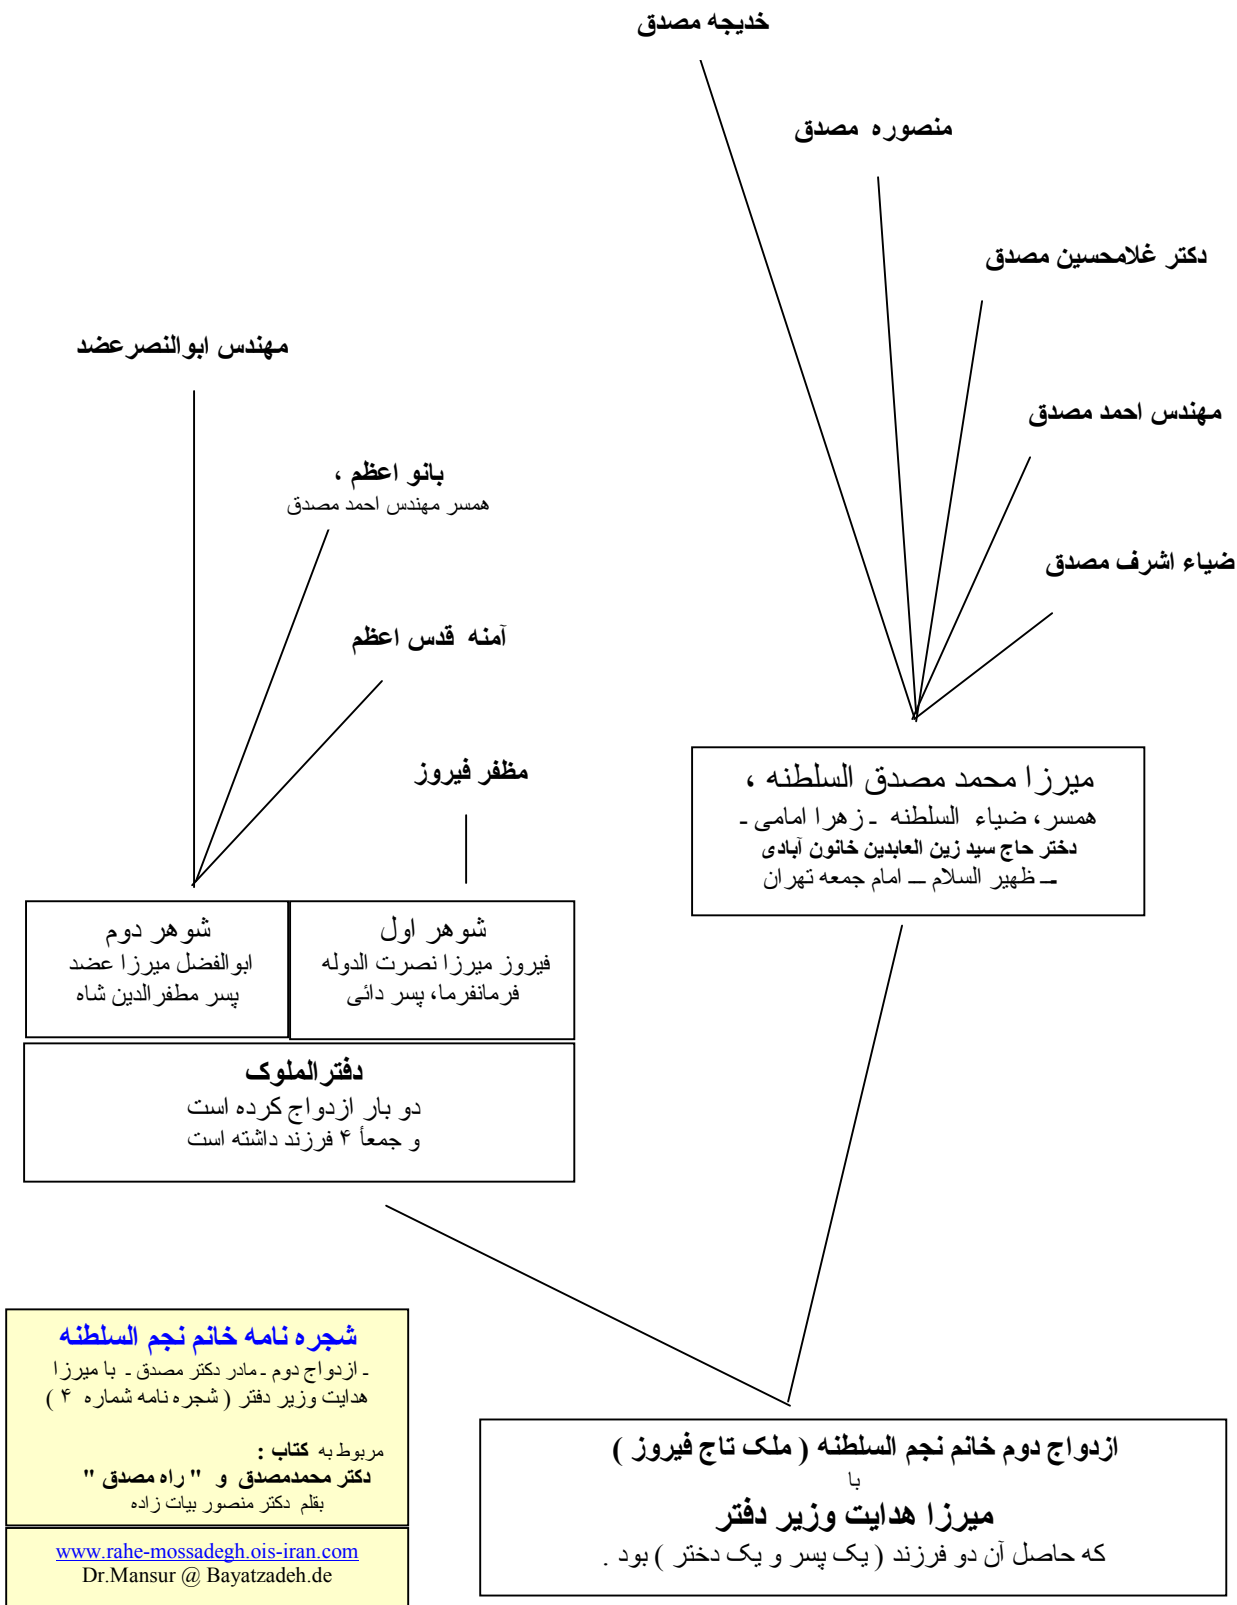 خدیجه مصدق
منصوره مصدق
دکتر غلامحسین مصدق
مهندس ابوالنصرعضد
مهندس احمد مصدق
بانو اعظم ،
همسر مهندس احمد مصدق
ضیاء اشرف مصدق
آمنه قدس اعظم
مظفر فیروز
میرزا محمد مصدق السلطنه ،
همسر، ضیاء السلطنه ـ زهرا امامی ـ
دختر حاج سید زین العابدین خانون آبادی
ــ ظهیر السلام ــ امام جمعه تهران
شوهر اول
فیروز میرزا نصرت الدوله
فرمانفرما، پسر دائی
شوهر دوم
ابوالفضل میرزا عضد
پسر مطفرالدین شاه
دفترالملوک
دو بار ازدواج کرده است
و جمعأ ۴ فرزند داشته است
شجره نامه خانم نجم السلطنه
ـ ازدواج دوم ـ مادر دکتر مصدق ـ با میرزا
هدایت وزیر دفتر ( شجره نامه شماره ۴ )
مربوط به کتاب :
دکتر محمدمصدق و " راه مصدق "
بقلم دکتر منصور بیات زاده
www.rahe-mossadegh.ois-iran.com
Dr.Mansur @ Bayatzadeh.de
ازدواج دوم خانم نجم السلطنه ( ملک تاج فیروز )
با
میرزا هدایت وزیر دفتر
که حاصل آن دو فرزند ( یک پسر و یک دختر ) بود .